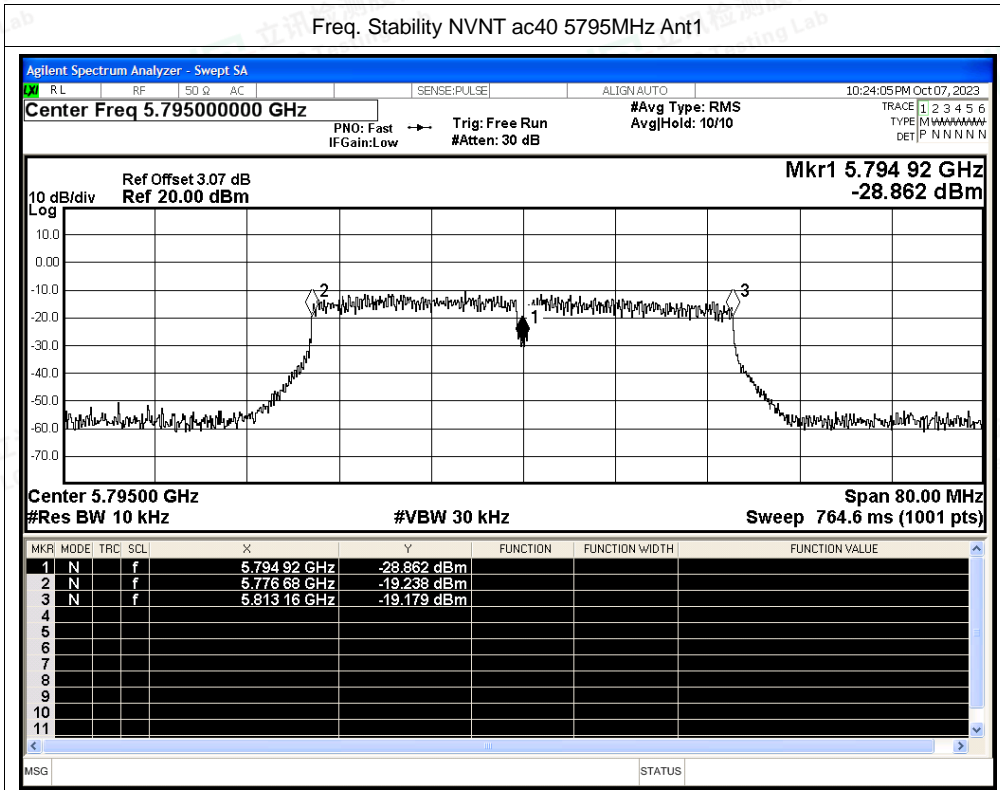 Freq. Stability NVNT ac40 5795MHz Ant1
Agilent Spectrum Analyzer - Swept SA
LXI RL RF 50 Ω AC SENSE:PULSE ALIGN AUTO 10:24:05 PM Oct 07, 2023
Center Freq 5.795000000 GHz
PNO: Fast
IFGain:Low
Trig: Free Run
#Atten: 30 dB
#Avg Type: RMS
Avg|Hold: 10/10
TRACE 1 2 3 4 5 6
TYPE M WWWWW
DET P N N N N N
Mkr1 5.794 92 GHz
-28.862 dBm
Ref Offset 3.07 dB
10 dB/div Ref 20.00 dBm
Log
10.0
0.00
-10.0
-20.0
-30.0
-40.0
-50.0
-60.0
-70.0
2
1
3
Center 5.79500 GHz Span 80.00 MHz
#Res BW 10 kHz #VBW 30 kHz Sweep 764.6 ms (1001 pts)
MKR MODE TRC SCL X Y FUNCTION FUNCTION WIDTH FUNCTION VALUE
1 N f 5.794 92 GHz -28.862 dBm
2 N f 5.776 68 GHz -19.238 dBm
3 N f 5.813 16 GHz -19.179 dBm
4
5
6
7
8
9
10
11
MSG STATUS